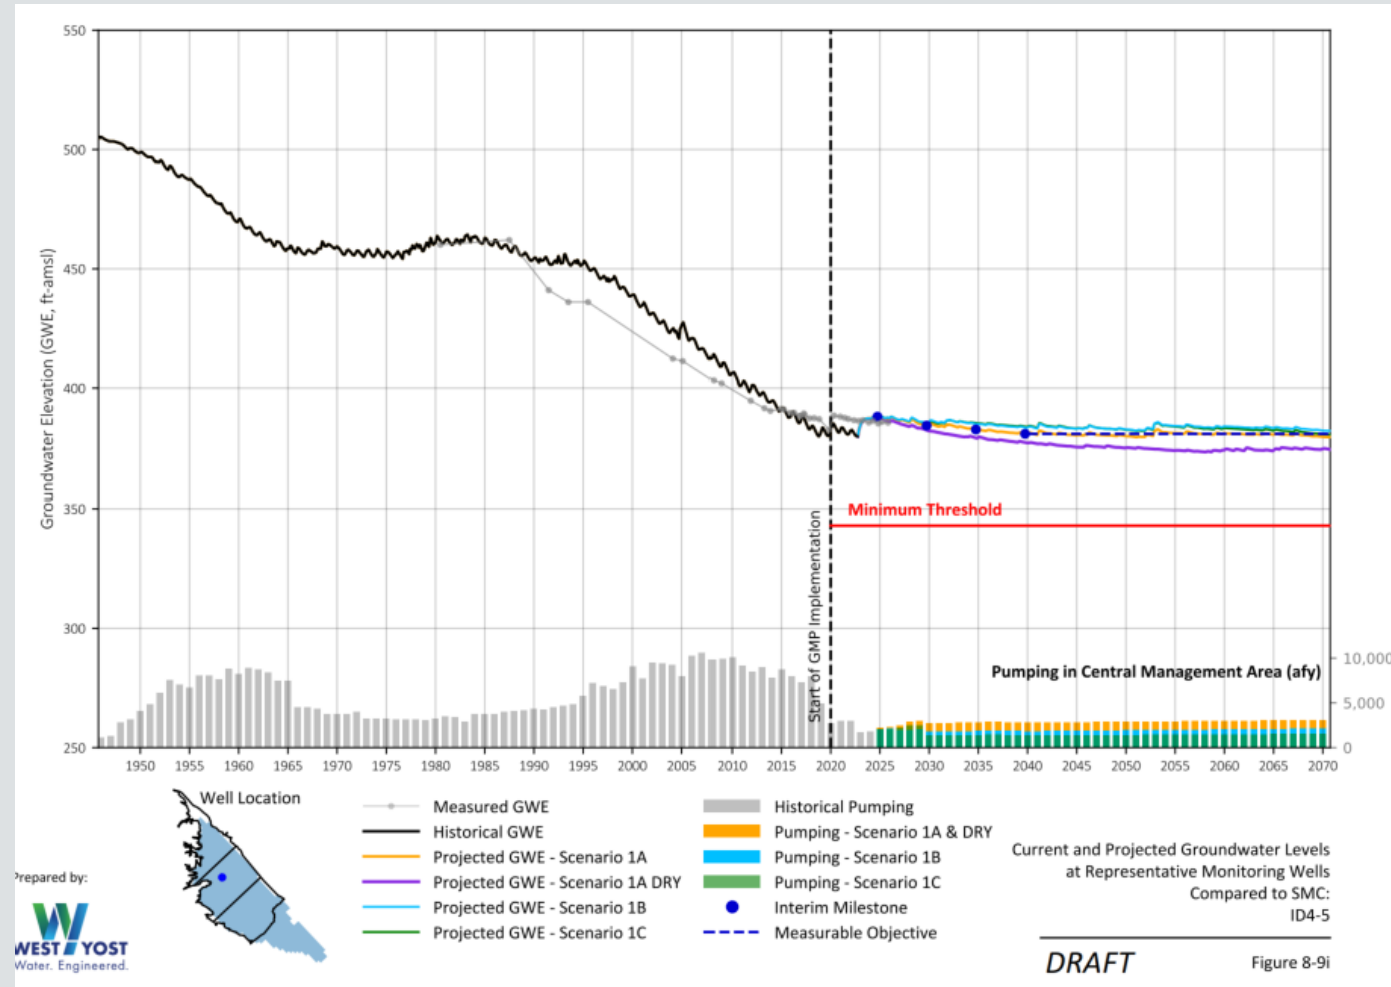 550
500
450
400
350
300
250
Groundwater Elevation (GWE, ft-amsl)
Minimum Threshold
Start of GMP Implementation
Pumping in Central Management Area (afy)
10,000
5,000
0
1950 1955 1960 1965 1970 1975 1980 1985 1990 1995 2000 2005 2010 2015 2020 2025 2030 2035 2040 2045 2050 2055 2060 2065 2070
Well Location
Measured GWE
Historical GWE
Projected GWE - Scenario 1A
Projected GWE - Scenario 1A DRY
Projected GWE - Scenario 1B
Projected GWE - Scenario 1C
Historical Pumping
Pumping - Scenario 1A & DRY
Pumping - Scenario 1B
Pumping - Scenario 1C
Interim Milestone
Measurable Objective
Current and Projected Groundwater Levels
at Representative Monitoring Wells
Compared to SMC:
ID4-5
DRAFT
Figure 8-9i
Prepared by:
WEST YOST
Water. Engineered.